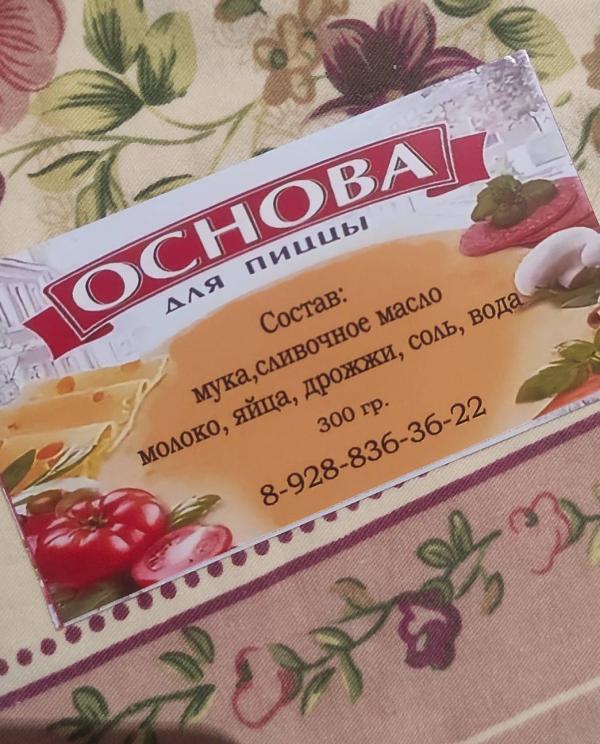 ОСНОВА
для пиццы
Состав:
мука,сливочное масло
молоко, яйца, дрожжи, соль, вода
300 гр.
8-928-836-36-22